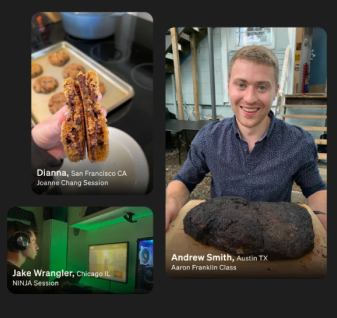 Dianna, San Francisco CA
Joanne Chang Session
Andrew Smith, Austin TX
Aaron Franklin Class
Jake Wrangler, Chicago IL
NINJA Session